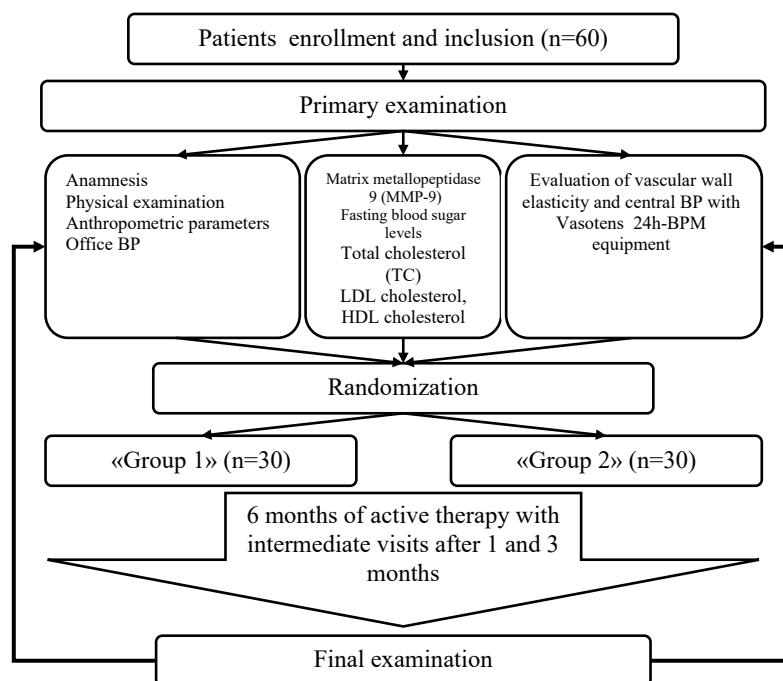 Patients enrollment and inclusion (n=60)
Primary examination
Anamnesis
Physical examination
Anthropometric parameters
Office BP
Matrix metallopeptidase
9 (MMP-9)
Fasting blood sugar
levels
Total cholesterol
(TC)
LDL cholesterol,
HDL cholesterol
Evaluation of vascular wall
elasticity and central BP with
Vasotens 24h-BPM
equipment
Randomization
«Group 1» (n=30)
«Group 2» (n=30)
6 months of active therapy with
intermediate visits after 1 and 3
months
Final examination